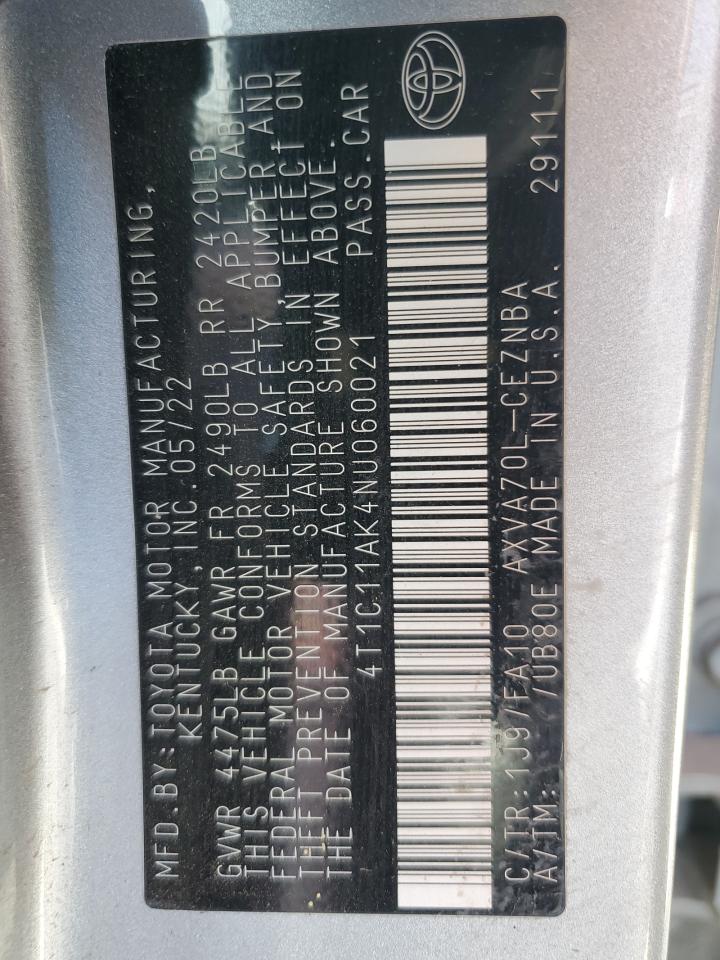 MFD.BY:TOYOTA MOTOR MANUFACTURING,
KENTUCKY,INC.05/22
GVWR 4475LB GAWR FR 2490LB RR 2420LB
THIS VEHICLE CONFORMS TO ALL APPLICABLE
FEDERAL MOTOR VEHICLE SAFETY,BUMPER,AND
THEFT PREVENTION STANDARDS IN EFFECT ON
THE DATE OF MANUFACTURE SHOWN ABOVE.
4T1C11AK4NU060021 PASS.CAR
C/TR:1J9/FA10 AXVA70L-CEZNBA
A/TM: /UB80E MADE IN U.S.A. 29111